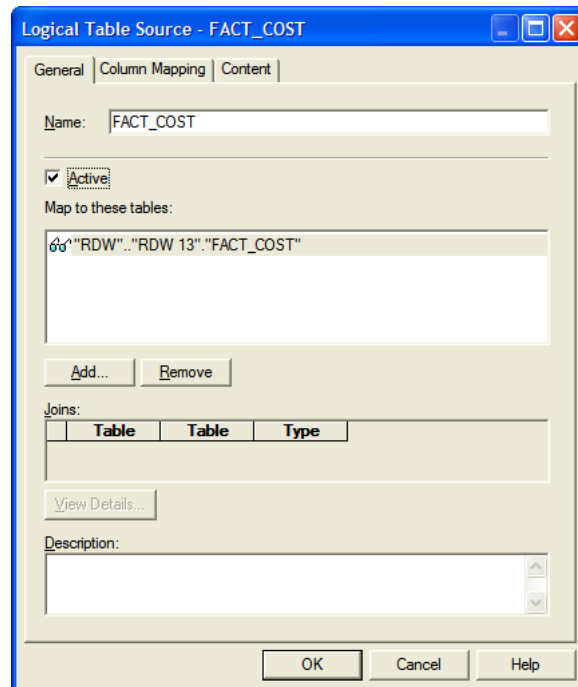 Logical Table Source - FACT_COST
General Column Mapping Content
Name: FACT_COST
Active
Map to these tables:
"RDW".."RDW 13"."FACT_COST"
Add... Remove
Joins:
Table Table Type
View Details...
Description:
OK Cancel Help